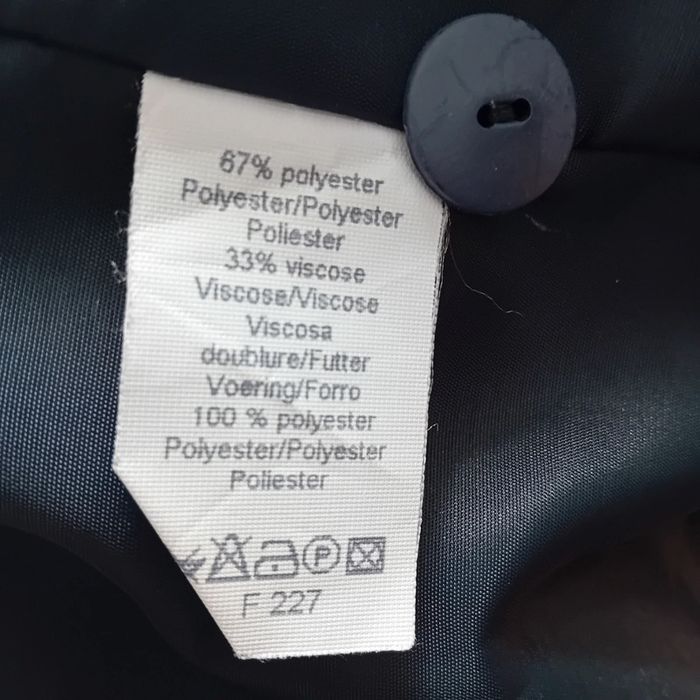 67% polyester
Polyester/Polyester
Poliester
33% viscose
Viscose/Viscose
Viscosa
doublure/Futter
Voering/Forro
100 % polyester
Polyester/Polyester
Poliester
P
F 227